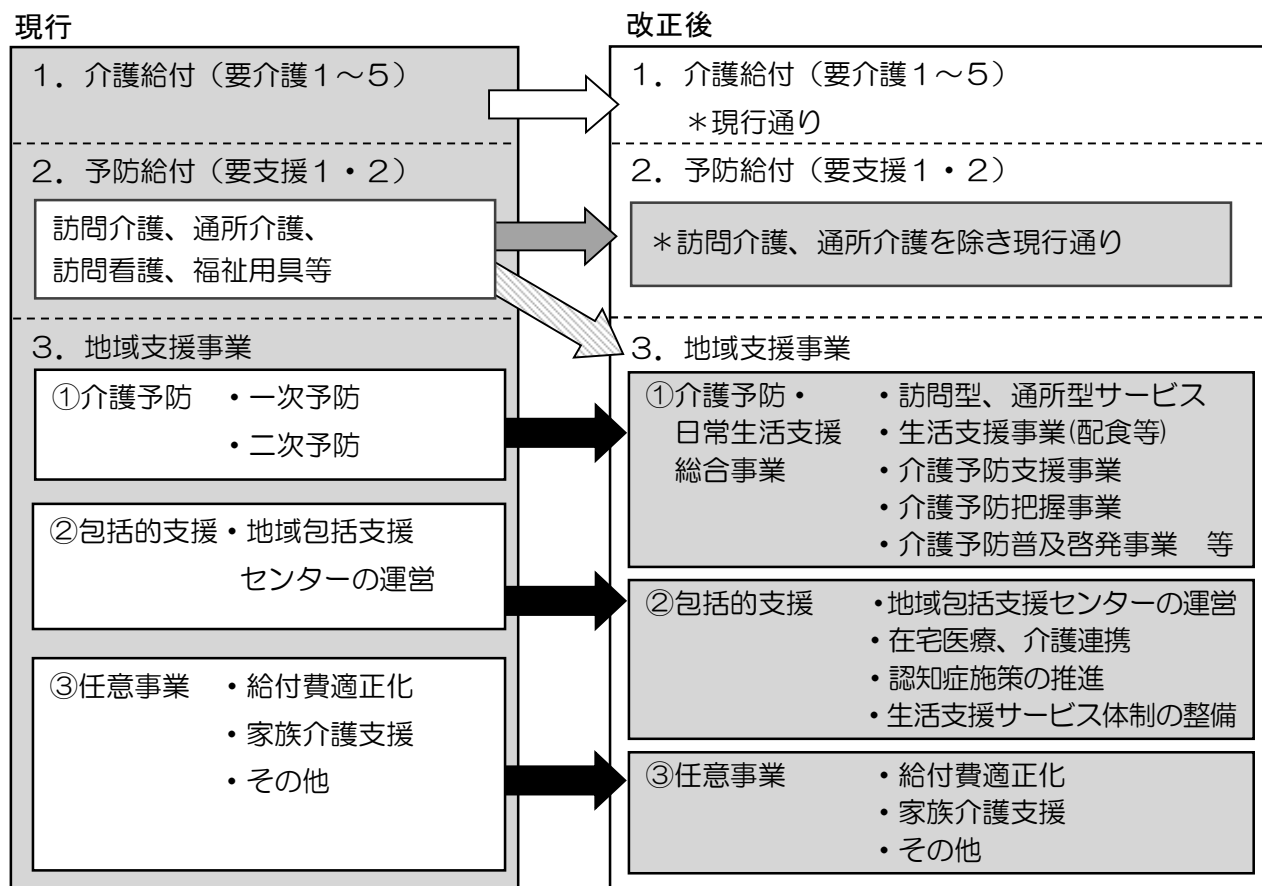 現行
1．介護給付（要介護1～5）
2．予防給付（要支援1・2）
訪問介護、通所介護、
訪問看護、福祉用具等
3．地域支援事業
①介護予防 ・一次予防
・二次予防
②包括的支援・地域包括支援
センターの運営
③任意事業 ・給付費適正化
・家族介護支援
・その他
改正後
1．介護給付（要介護1～5）
＊現行通り
2．予防給付（要支援1・2）
＊訪問介護、通所介護を除き現行通り
3．地域支援事業
①介護予防・ ・訪問型、通所型サービス
日常生活支援 ・生活支援事業(配食等)
総合事業 ・介護予防支援事業
・介護予防把握事業
・介護予防普及啓発事業　等
②包括的支援 ・地域包括支援センターの運営
・在宅医療、介護連携
・認知症施策の推進
・生活支援サービス体制の整備
③任意事業 ・給付費適正化
・家族介護支援
・その他